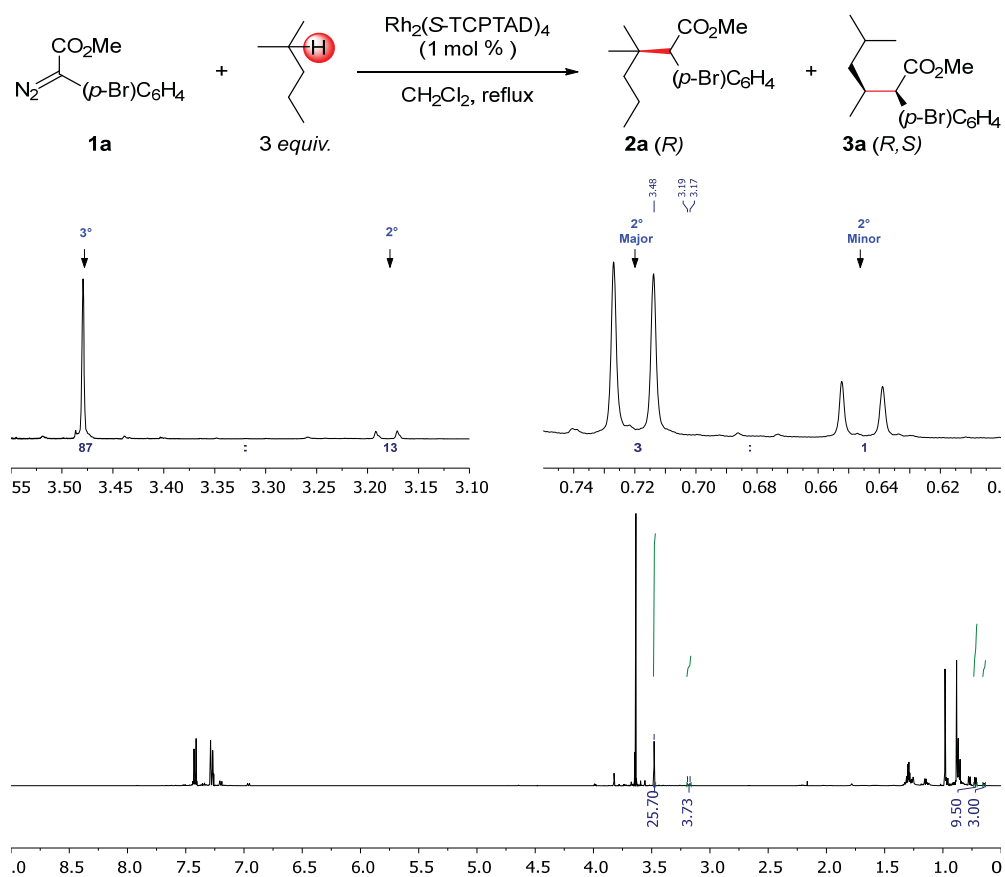 CO2Me
N2
(p-Br)C6H4
1a
+
H
3 equiv.
Rh2(S-TCPTAD)4
(1 mol % )
CH2Cl2, reflux
CO2Me
(p-Br)C6H4
2a (R)
+
CO2Me
(p-Br)C6H4
3a (R,S)
3.48
3.19
3.17
3°
2°
2°
Major
2°
Minor
87 : 13
3 : 1
55 3.50 3.45 3.40 3.35 3.30 3.25 3.20 3.15 3.10
0.74 0.72 0.70 0.68 0.66 0.64 0.62 0.
25.70
3.73
9.50
3.00
.0 8.5 8.0 7.5 7.0 6.5 6.0 5.5 5.0 4.5 4.0 3.5 3.0 2.5 2.0 1.5 1.0 0.